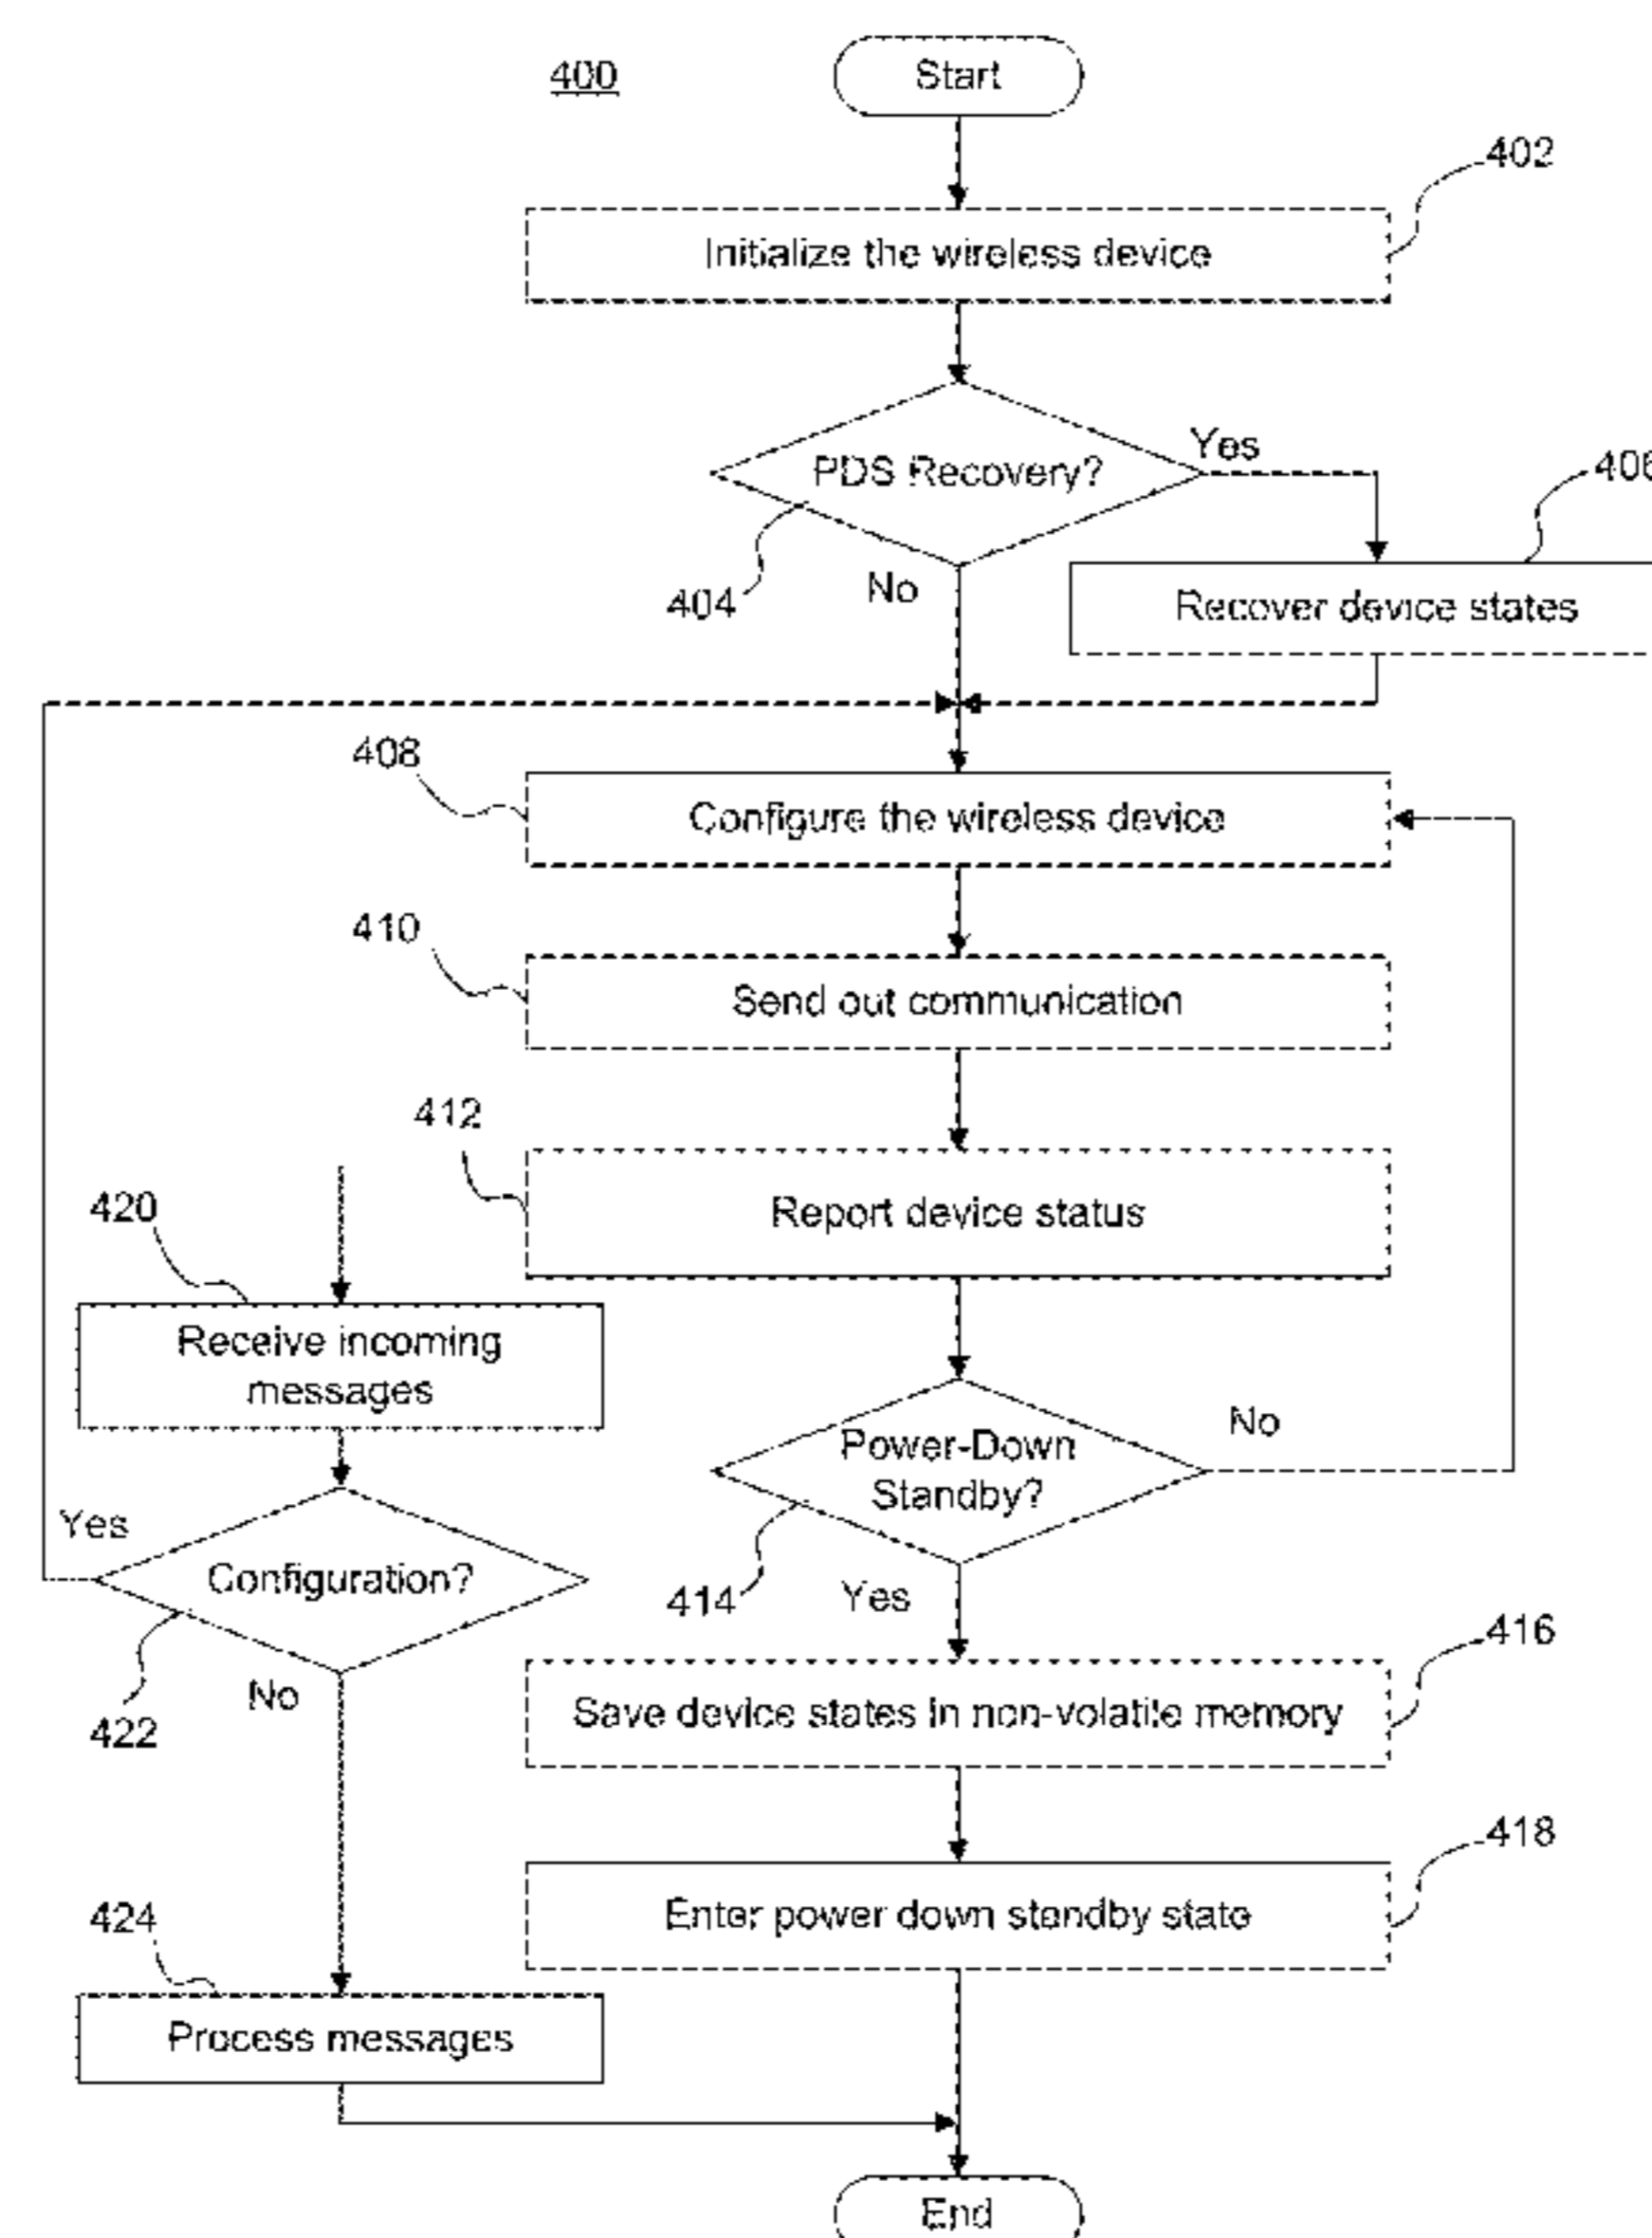 400
Start
402
Initialize the wireless device
PDS Recovery?
Yes
406
404
No
Recover device states
408
Configure the wireless device
410
Send out communication
412
Report device status
420
Receive incoming
messages
Power-Down
Standby?
No
Yes
Configuration?
414
Yes
422
No
416
Save device states in non-volatile memory
418
Enter power down standby state
424
Process messages
End